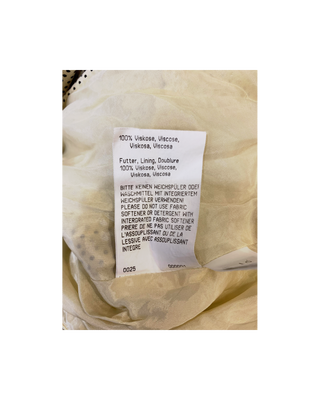 100% Viskose, Viscose,
Viskosa, Viscosa
Futter, Lining, Doublure
100% Viskose, Viscose,
Viskosa, Viscosa
BITTE KEINEN WEICHSPÜLER ODER
WASCHMITTEL MIT INTEGRIERTEM
WEICHSPÜLER VERWENDEN!
PLEASE DO NOT USE FABRIC
SOFTENER OR DETERGENT WITH
INTERGRATED FABRIC SOFTENER
PRIERE DE NE PAS UTILISER DE
L'ASSOUPLISSANT OU DE LA
LESSIVE AVEC ASSOUPLISSANT
INTEGRE
0025